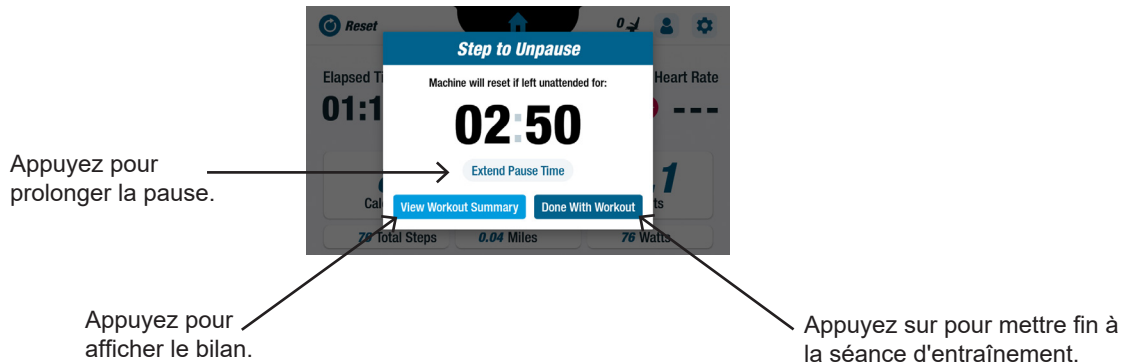 Reset
0
Step to Unpause
Elapsed
Machine will reset if left unattended for:
Heart Rate
01:1
02:50
---
Appuyez pour
prolonger la pause.
Extend Pause Time
1
View Workout Summary
Done With Workout
76 Total Steps
0.04 Miles
76 Watts
Appuyez pour
afficher le bilan.
Appuyez sur pour mettre fin à
la séance d'entraînement.